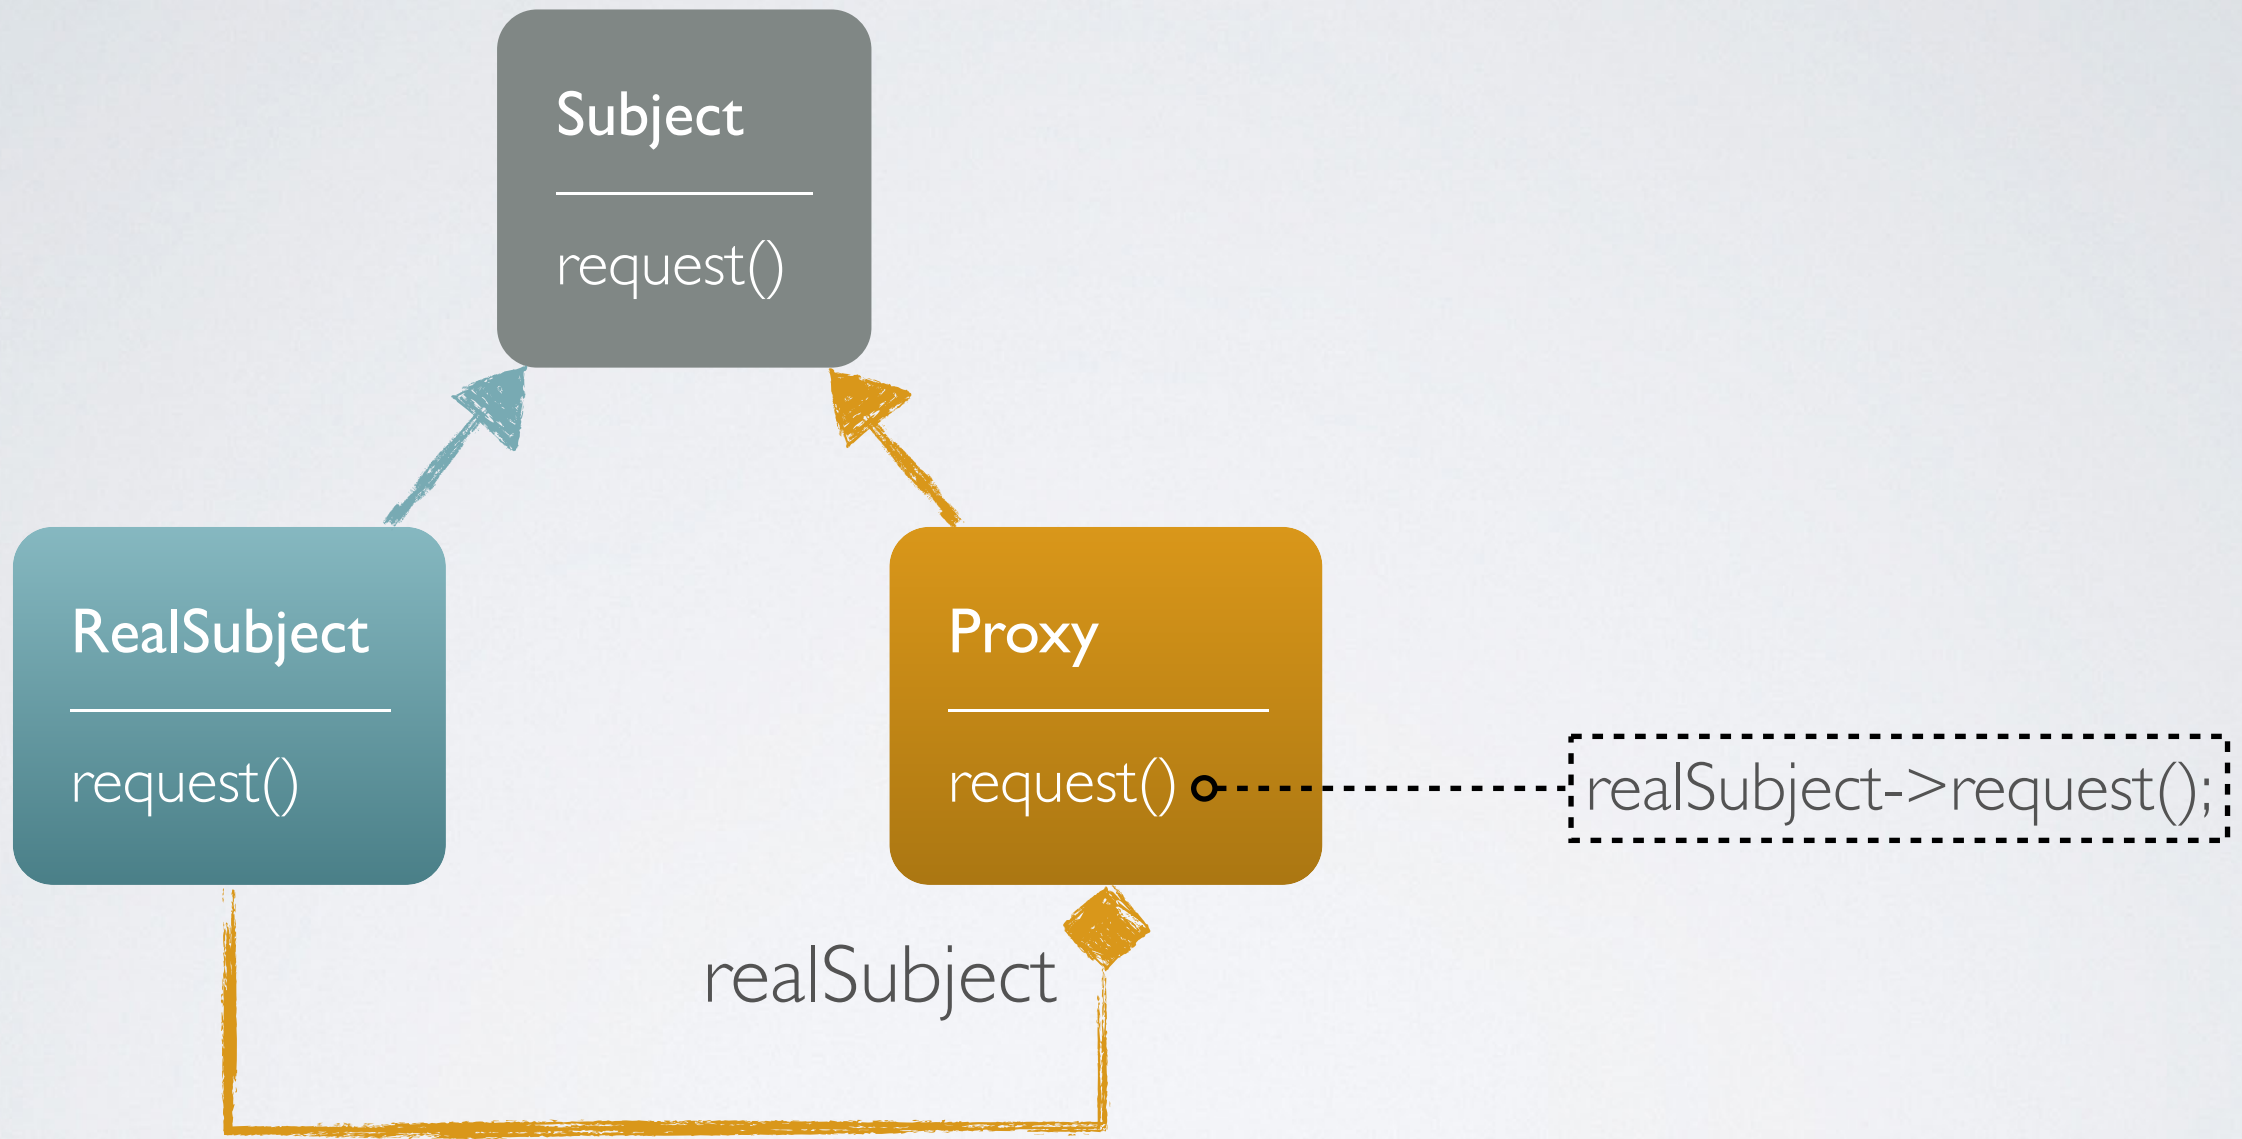 Subject
request()
RealSubject
request()
Proxy
request()
realSubject->request();
realSubject